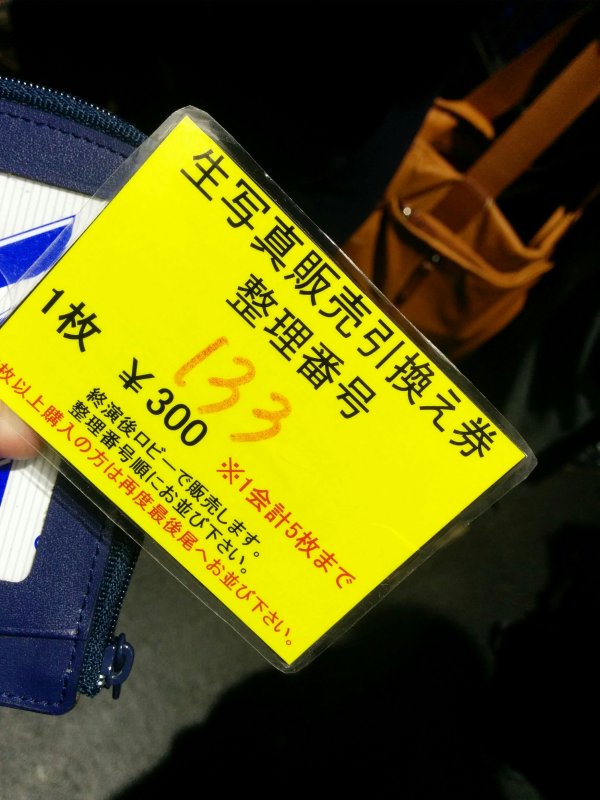 生写真販売引換え券
整理番号
133
1枚 ¥300
※1会計5枚まで
終演後ロビーで販売します。
整理番号順にお並び下さい。
枚以上購入の方は再度最後尾へお並び下さい。